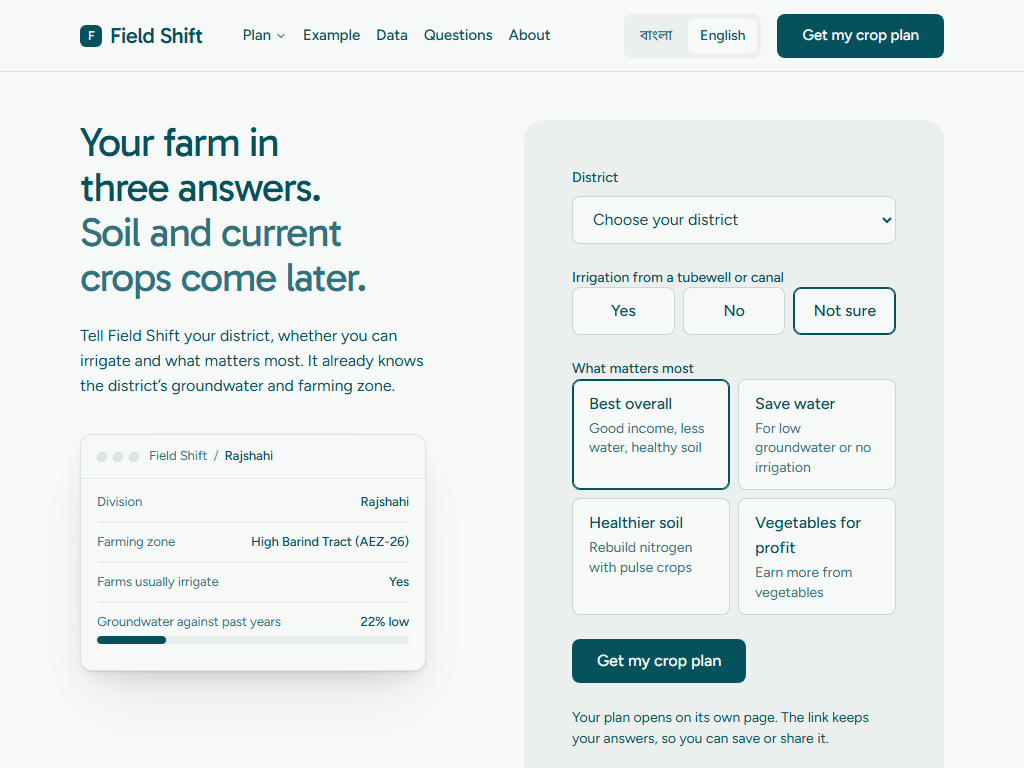 F Field Shift
Plan
Example
Data
Questions
About
বাংলা
English
Get my crop plan
Your farm in
three answers.
Soil and current
crops come later.
Tell Field Shift your district, whether you can
irrigate and what matters most. It already knows
the district’s groundwater and farming zone.
Field Shift / Rajshahi
Division Rajshahi
Farming zone High Barind Tract (AEZ-26)
Farms usually irrigate Yes
Groundwater against past years 22% low
District
Choose your district
Irrigation from a tubewell or canal
Yes
No
Not sure
What matters most
Best overall
Good income, less
water, healthy soil
Save water
For low
groundwater or no
irrigation
Healthier soil
Rebuild nitrogen
with pulse crops
Vegetables for
profit
Earn more from
vegetables
Get my crop plan
Your plan opens on its own page. The link keeps
your answers, so you can save or share it.